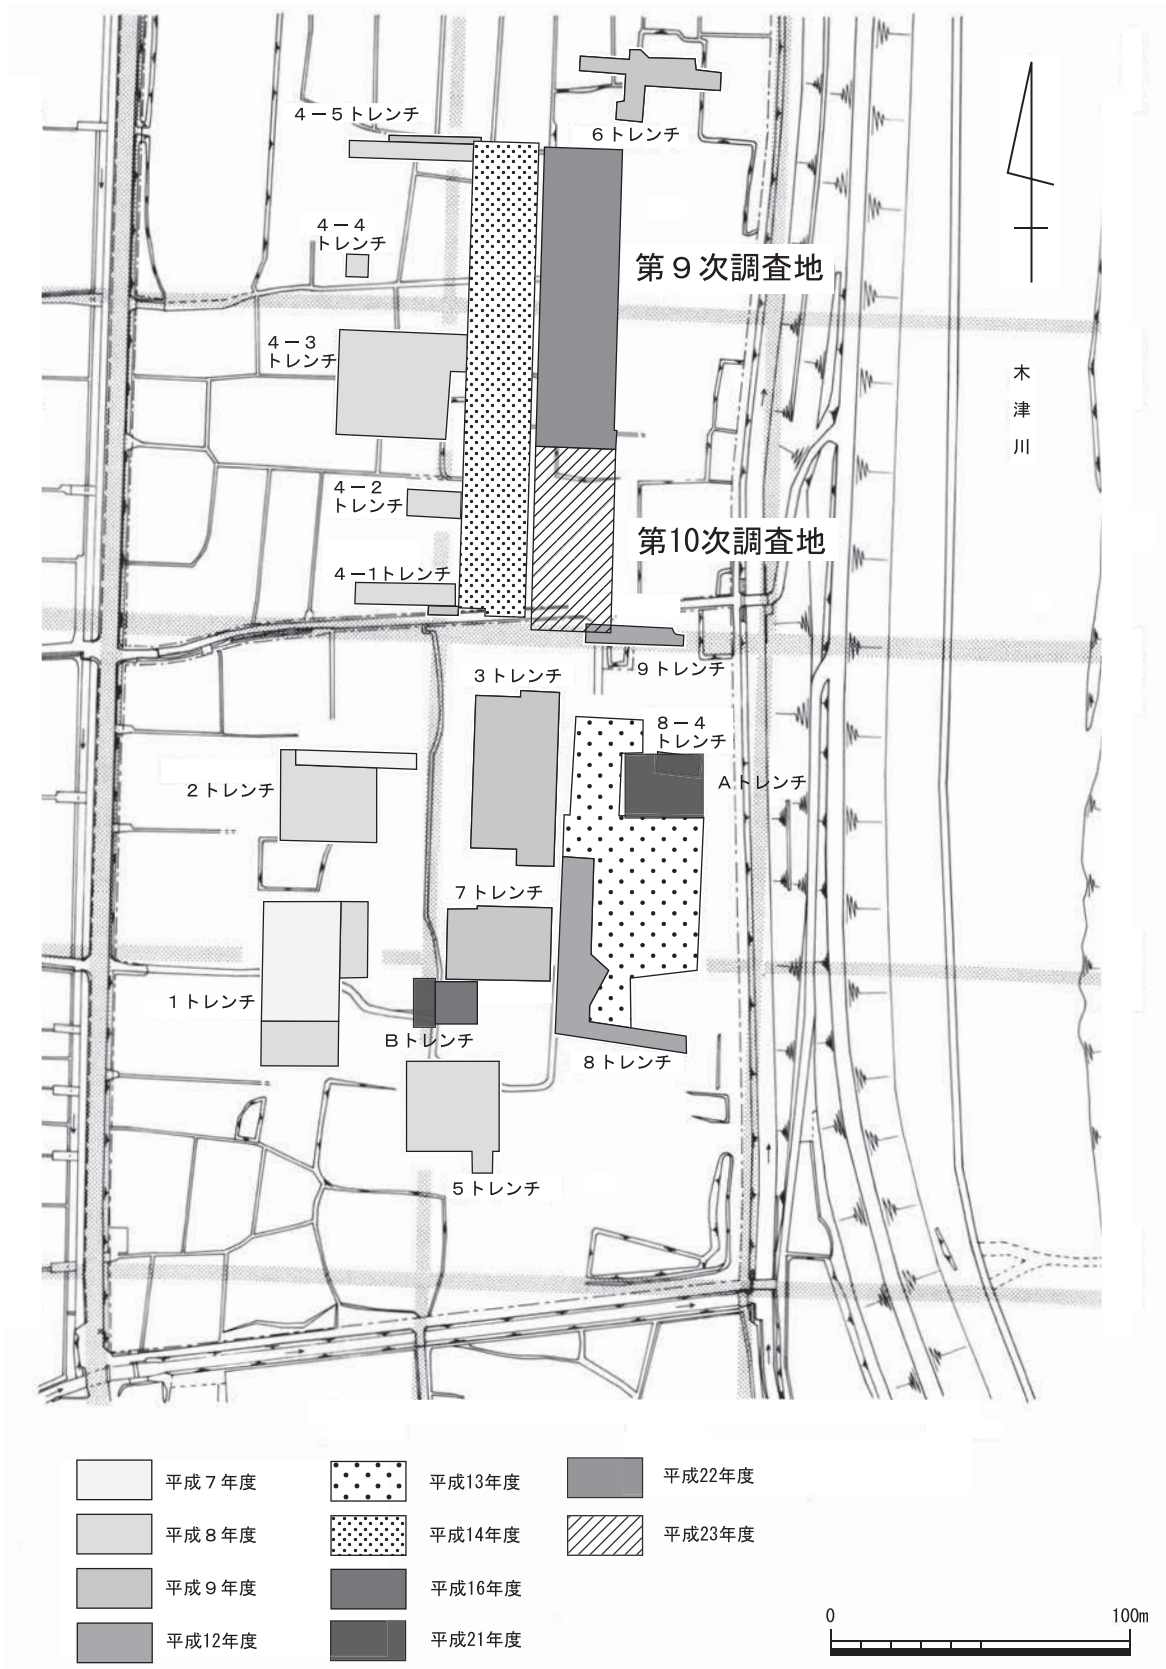 4－5トレンチ
6トレンチ
4－4
トレンチ
第９次調査地
4－3
トレンチ
木
津
川
4－2
トレンチ
第10次調査地
4－1トレンチ
9トレンチ
3トレンチ
8－4
トレンチ
Aトレンチ
2トレンチ
7トレンチ
1トレンチ
Bトレンチ
8トレンチ
5トレンチ
平成７年度
平成８年度
平成９年度
平成12年度
平成13年度
平成14年度
平成16年度
平成21年度
平成22年度
平成23年度
0
100m